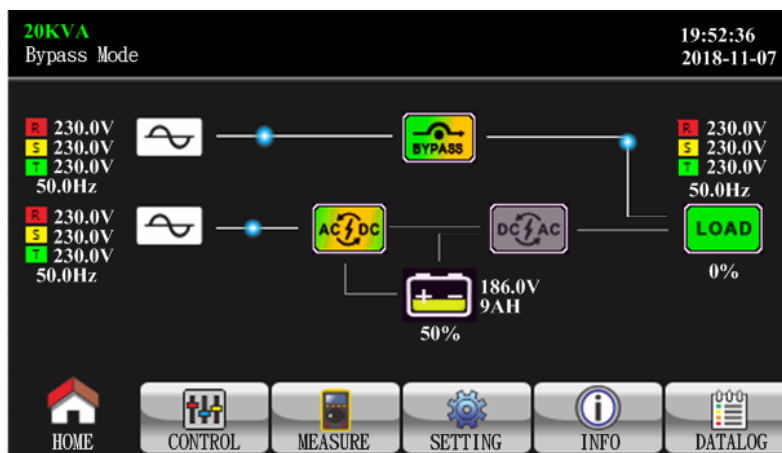 20KVA
Bypass Mode
19:52:36
2018-11-07
R 230.0V
S 230.0V
T 230.0V
50.0Hz
BYPASS
R 230.0V
S 230.0V
T 230.0V
50.0Hz
R 230.0V
S 230.0V
T 230.0V
50.0Hz
AC DC
DC AC
LOAD
0%
+ -
186.0V
9AH
50%
HOME
CONTROL
MEASURE
SETTING
INFO
DATALOG